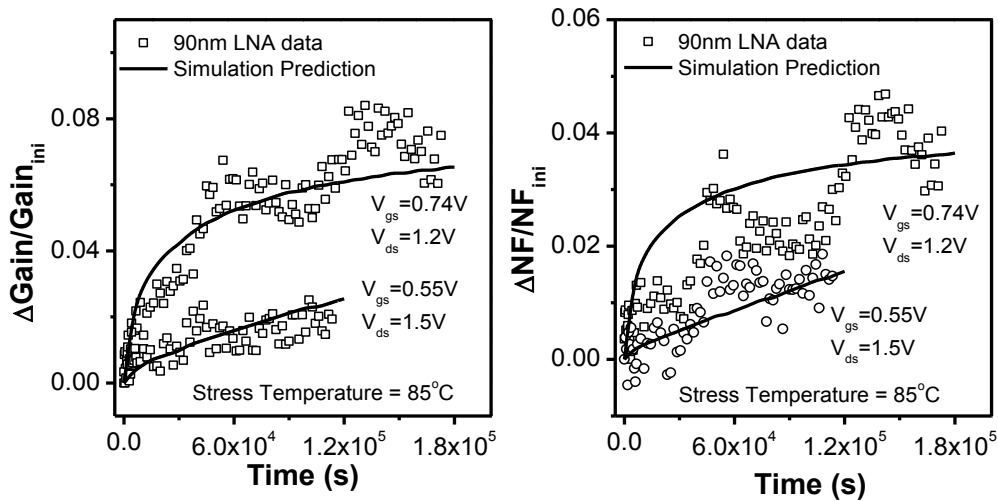 90nm LNA data
Simulation Prediction
ΔGain/Gain_ini
0.08
0.04
0.00
V_gs=0.74V
V_ds=1.2V
V_gs=0.55V
V_ds=1.5V
Stress Temperature = 85°C
0.0 6.0x10^4 1.2x10^5 1.8x10^5
Time (s)
90nm LNA data
Simulation Prediction
ΔNF/NF_ini
0.06
0.04
0.02
0.00
V_gs=0.74V
V_ds=1.2V
V_gs=0.55V
V_ds=1.5V
Stress Temperature = 85°C
0.0 6.0x10^4 1.2x10^5 1.8x10^5
Time (s)